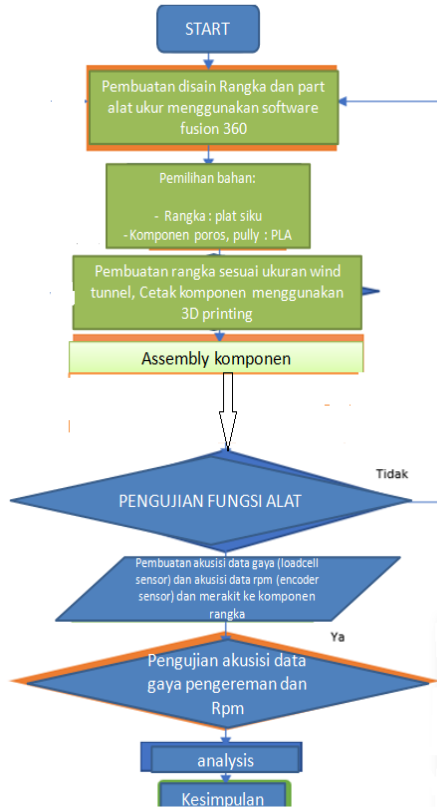 START
Pembuatan disain Rangka dan part
alat ukur menggunakan software
fusion 360
Pemilihan bahan:
- Rangka : plat siku
- Komponen poros, pully : PLA
Pembuatan rangka sesuai ukuran wind
tunnel, Cetak komponen menggunakan
3D printing
Assembly komponen
Tidak
PENGUJIAN FUNGSI ALAT
Pembuatan akusisi data gaya (loadcell
sensor) dan akusisi data rpm (encoder
sensor) dan merakit ke komponen
rangka
Ya
Pengujian akusisi data
gaya pengereman dan
Rpm
analysis
Kesimpulan